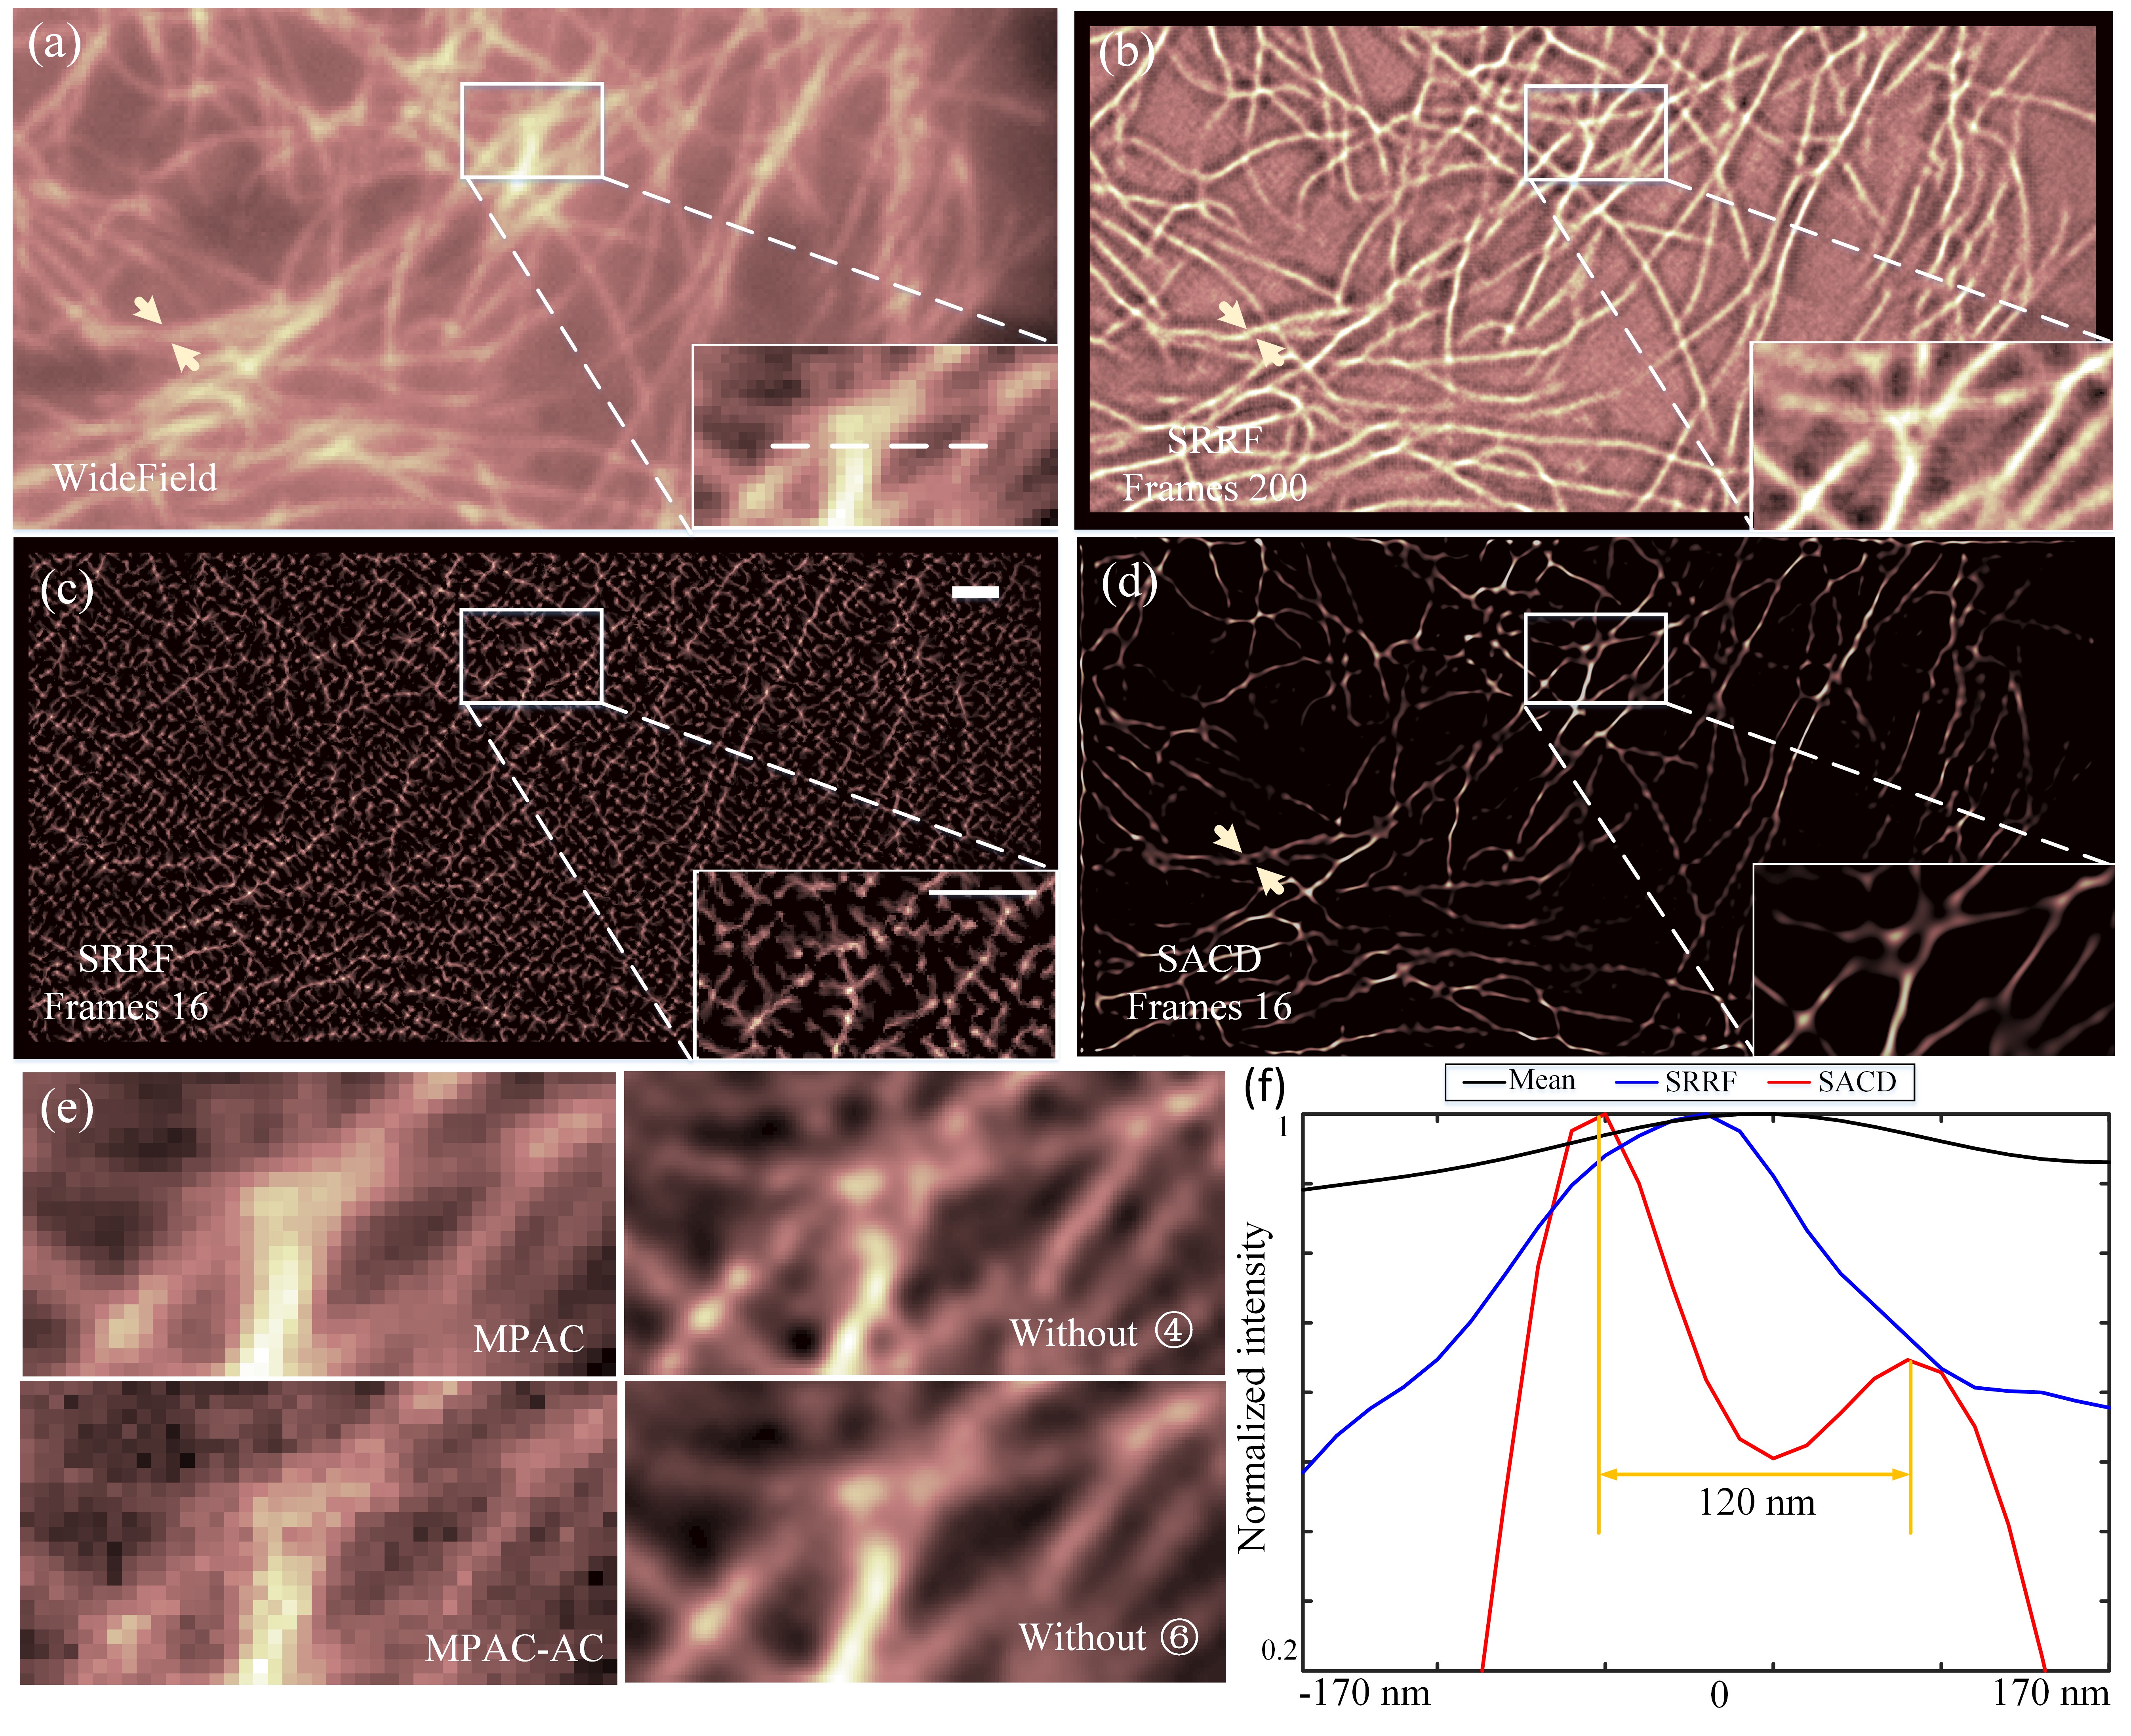 (a)
WideField
(b)
SRRF
Frames 200
(c)
SRRF
Frames 16
(d)
SACD
Frames 16
(e)
MPAC
Without ④
MPAC-AC
Without ⑥
(f)
Mean SRRF SACD
1
Normalized intensity
120 nm
0.2
-170 nm 0 170 nm